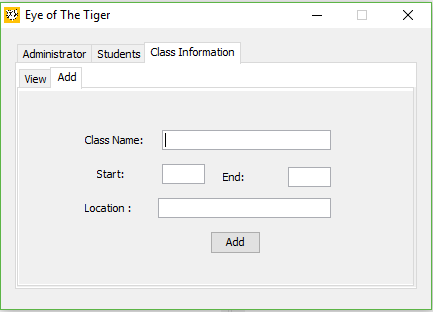 Eye of The Tiger
Administrator Students Class Information
View Add
Class Name:
Start: End:
Location :
Add